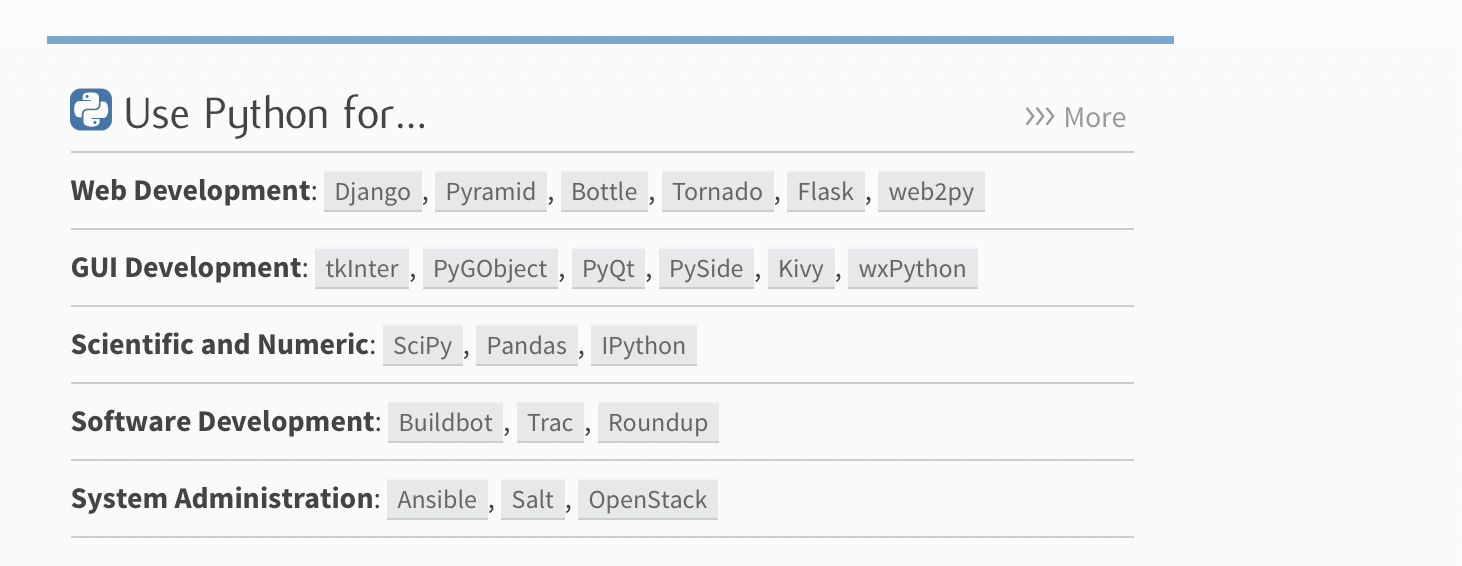 Use Python for...
>>> More
Web Development: Django, Pyramid, Bottle, Tornado, Flask, web2py
GUI Development: tkInter, PyGObject, PyQt, PySide, Kivy, wxPython
Scientific and Numeric: SciPy, Pandas, IPython
Software Development: Buildbot, Trac, Roundup
System Administration: Ansible, Salt, OpenStack